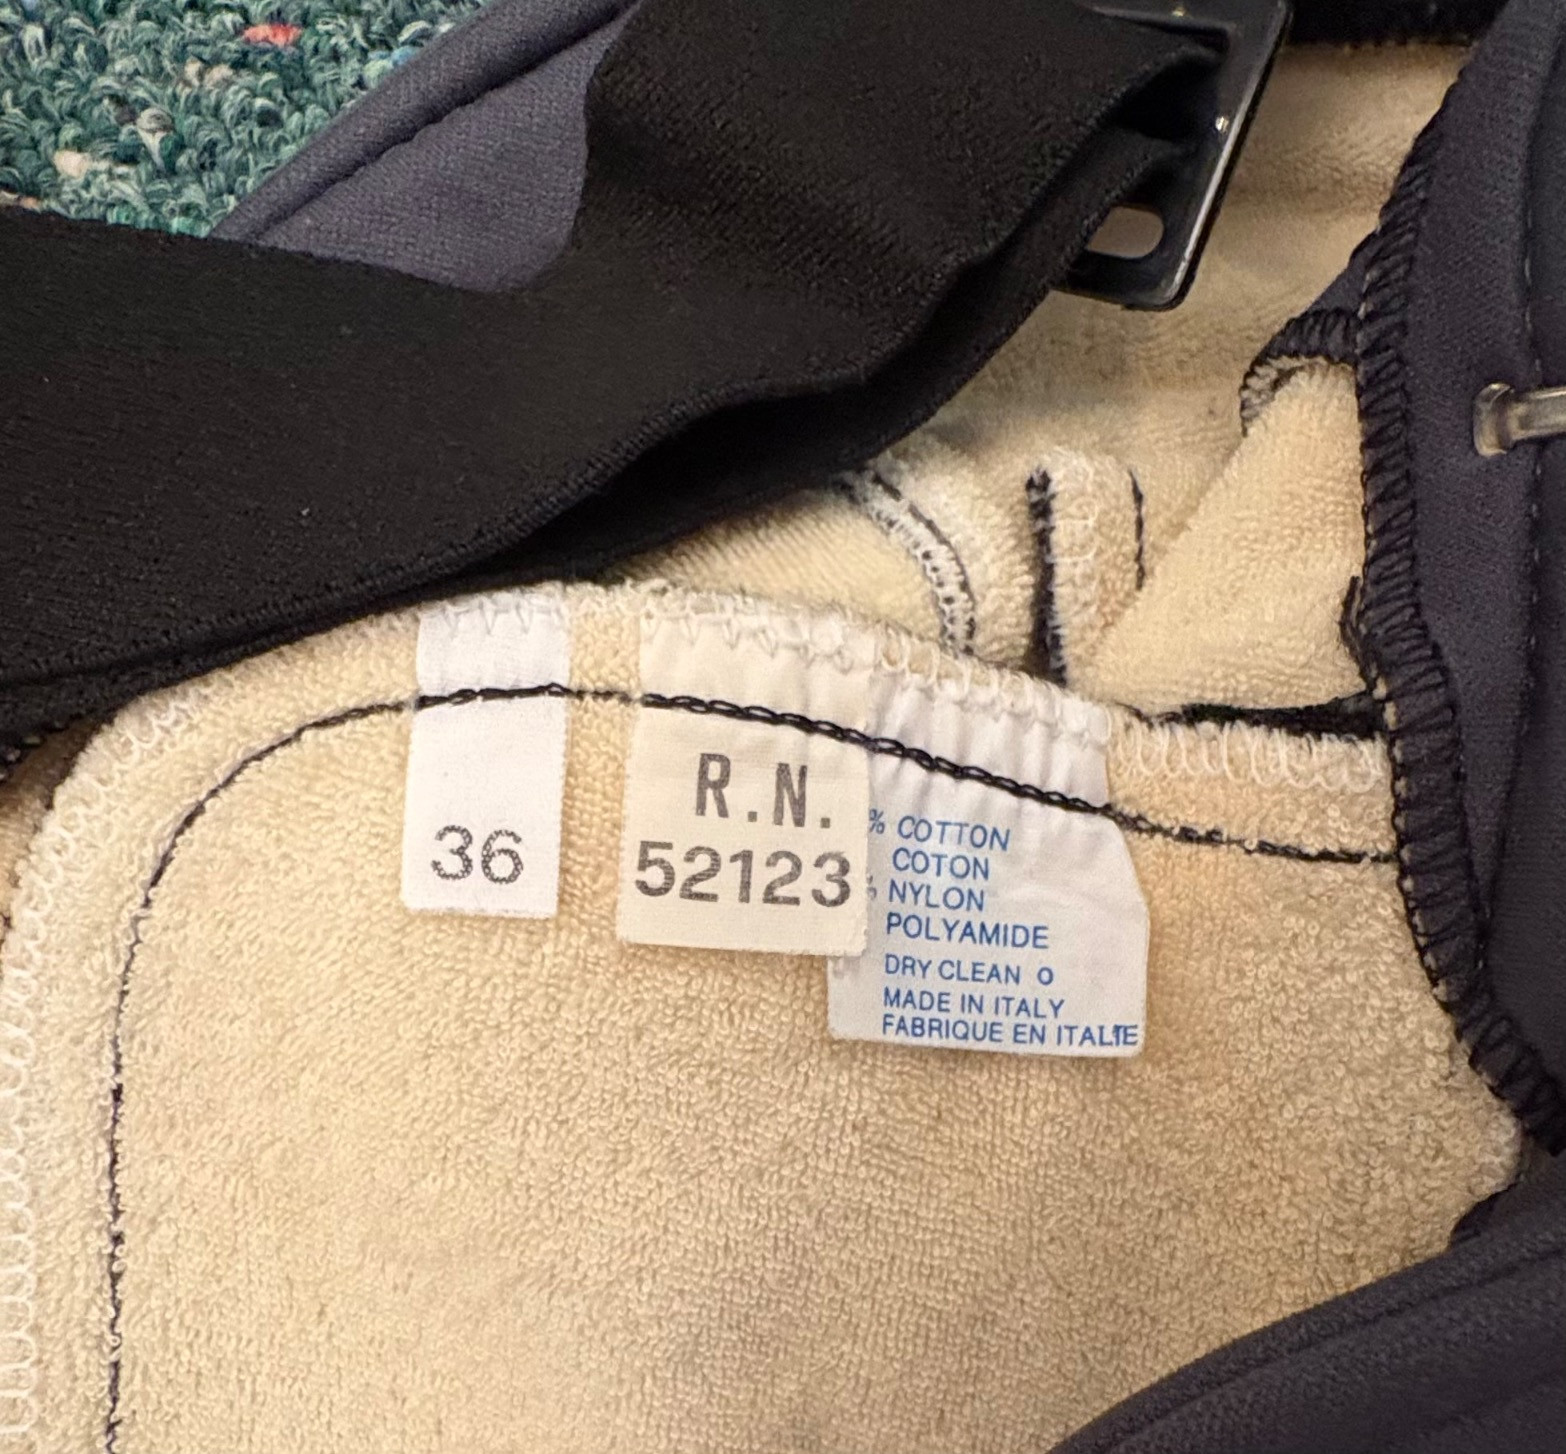 36
R.N.
52123
% COTTON
COTON
% NYLON
POLYAMIDE
DRY CLEAN O
MADE IN ITALY
FABRIQUE EN ITALIE